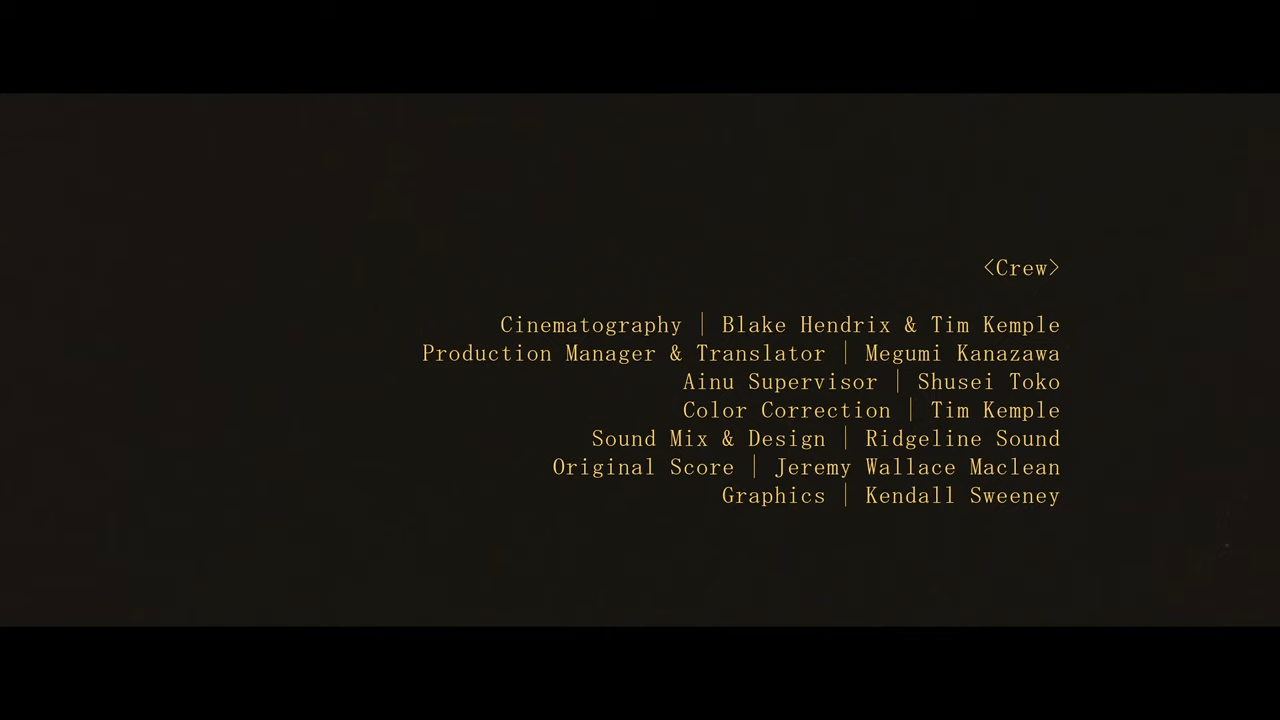 <Crew>
Cinematography | Blake Hendrix & Tim Kemple
Production Manager & Translator | Megumi Kanazawa
Ainu Supervisor | Shusei Toko
Color Correction | Tim Kemple
Sound Mix & Design | Ridgeline Sound
Original Score | Jeremy Wallace Maclean
Graphics | Kendall Sweeney